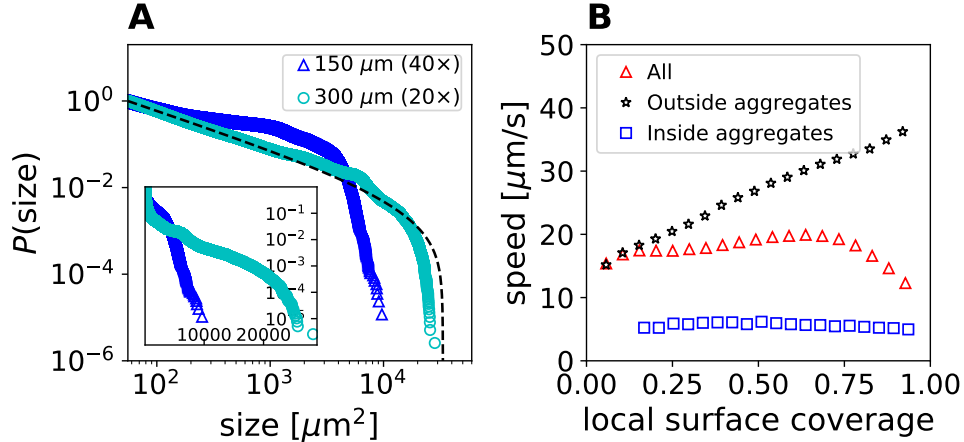 A
10^0
10^-2
10^-4
10^-6
P(size)
150 μm (40×)
300 μm (20×)
10^-1
10^-2
10^-3
10^-4
10^-5
10000 20000
10^2 10^3 10^4
size [μm^2]
B
50
40
30
20
10
0
speed [μm/s]
All
Outside aggregates
Inside aggregates
0.00 0.25 0.50 0.75 1.00
local surface coverage